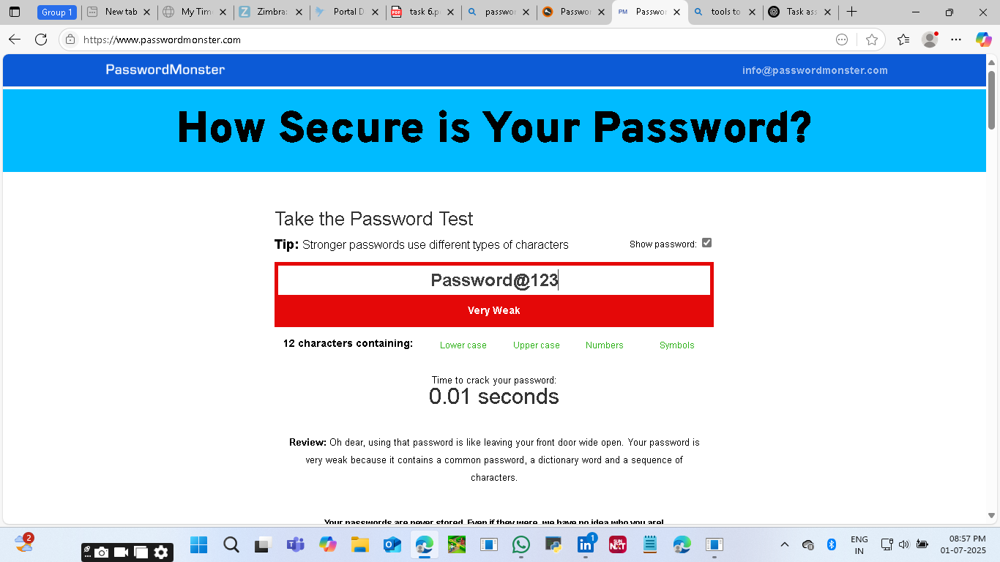 Group 1
New tab
My Time
Zimbra:
Portal D
task 6.p
passwor
Passwor
PM Passwor
tools to
Task ass
https://www.passwordmonster.com
PasswordMonster
info@passwordmonster.com
How Secure is Your Password?
Take the Password Test
Tip: Stronger passwords use different types of characters
Show password:
Password@123
Very Weak
12 characters containing:
Lower case
Upper case
Numbers
Symbols
Time to crack your password:
0.01 seconds
Review: Oh dear, using that password is like leaving your front door wide open. Your password is
very weak because it contains a common password, a dictionary word and a sequence of
characters.
Your passwords are never stored. Even if they were, we have no idea who you are!
2
1
ENG
IN
08:57 PM
01-07-2025